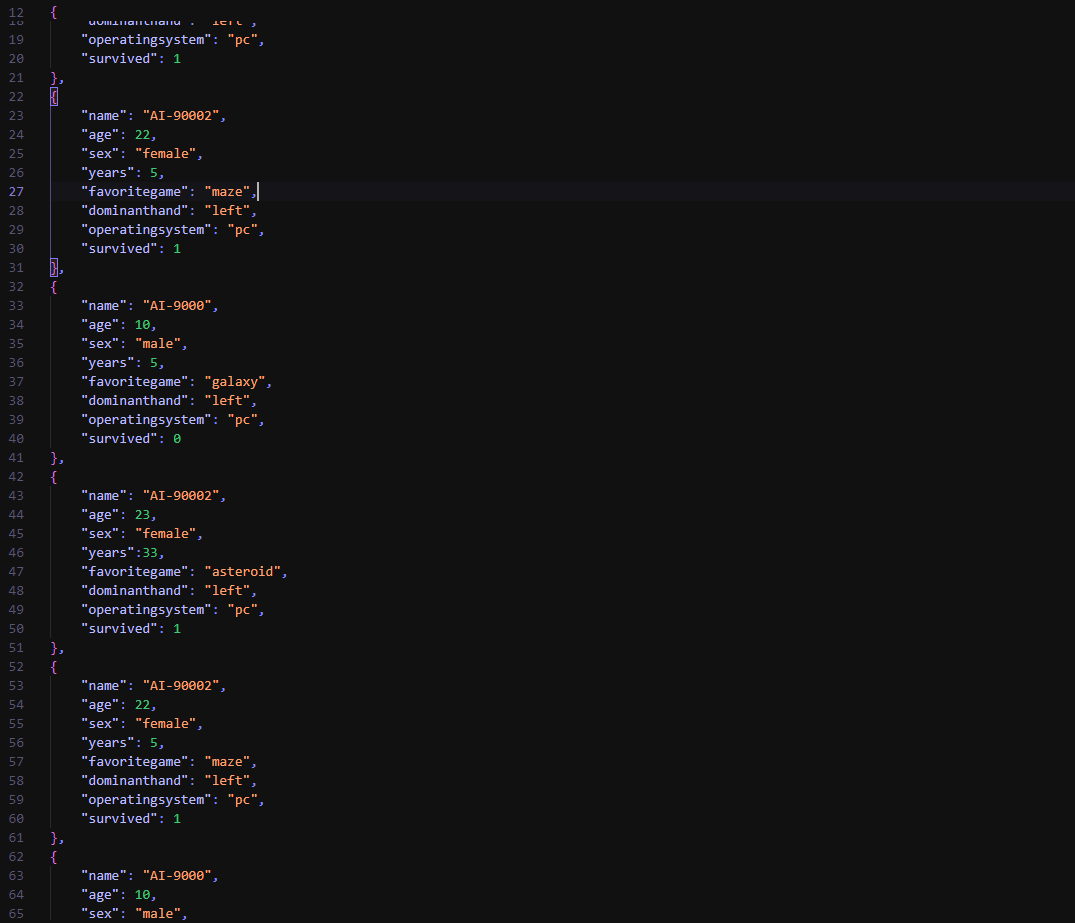 12 {
18 "dominanthand": "left",
19 "operatingsystem": "pc",
20 "survived": 1
21 },
22 {
23 "name": "AI-90002",
24 "age": 22,
25 "sex": "female",
26 "years": 5,
27 "favoritegame": "maze",
28 "dominanthand": "left",
29 "operatingsystem": "pc",
30 "survived": 1
31 },
32 {
33 "name": "AI-9000",
34 "age": 10,
35 "sex": "male",
36 "years": 5,
37 "favoritegame": "galaxy",
38 "dominanthand": "left",
39 "operatingsystem": "pc",
40 "survived": 0
41 },
42 {
43 "name": "AI-90002",
44 "age": 23,
45 "sex": "female",
46 "years":33,
47 "favoritegame": "asteroid",
48 "dominanthand": "left",
49 "operatingsystem": "pc",
50 "survived": 1
51 },
52 {
53 "name": "AI-90002",
54 "age": 22,
55 "sex": "female",
56 "years": 5,
57 "favoritegame": "maze",
58 "dominanthand": "left",
59 "operatingsystem": "pc",
60 "survived": 1
61 },
62 {
63 "name": "AI-9000",
64 "age": 10,
65 "sex": "male",